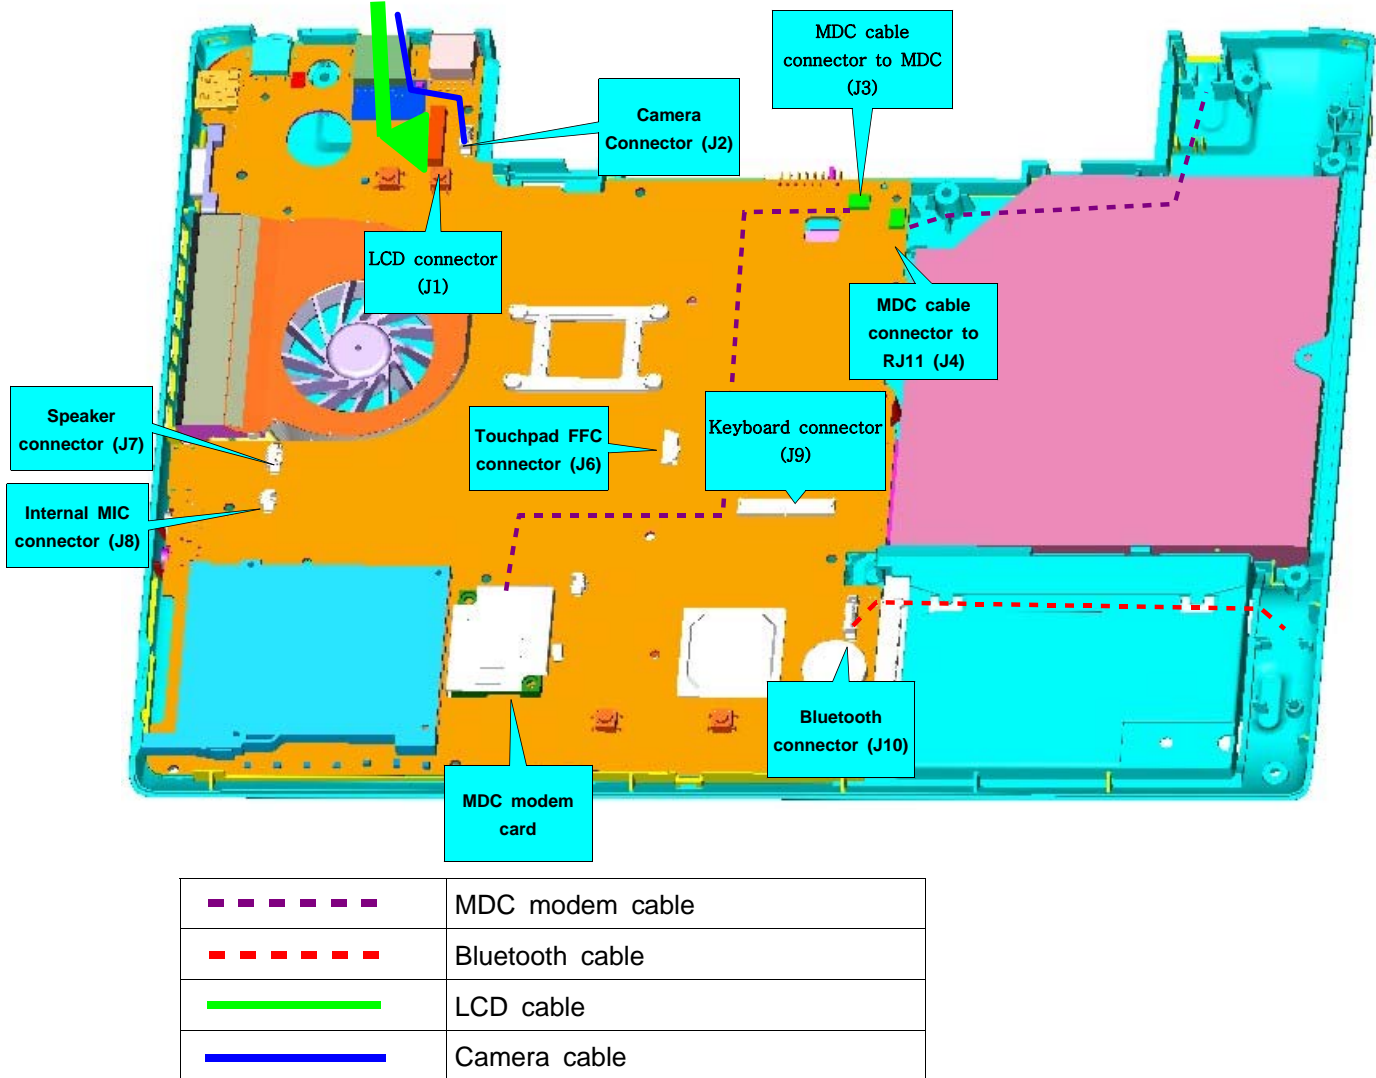 MDC cable
connector to MDC
(J3)
Camera
Connector (J2)
LCD connector
(J1)
MDC cable
connector to
RJ11 (J4)
Speaker
connector (J7)
Touchpad FFC
connector (J6)
Keyboard connector
(J9)
Internal MIC
connector (J8)
Bluetooth
connector (J10)
MDC modem
card
MDC modem cable
Bluetooth cable
LCD cable
Camera cable